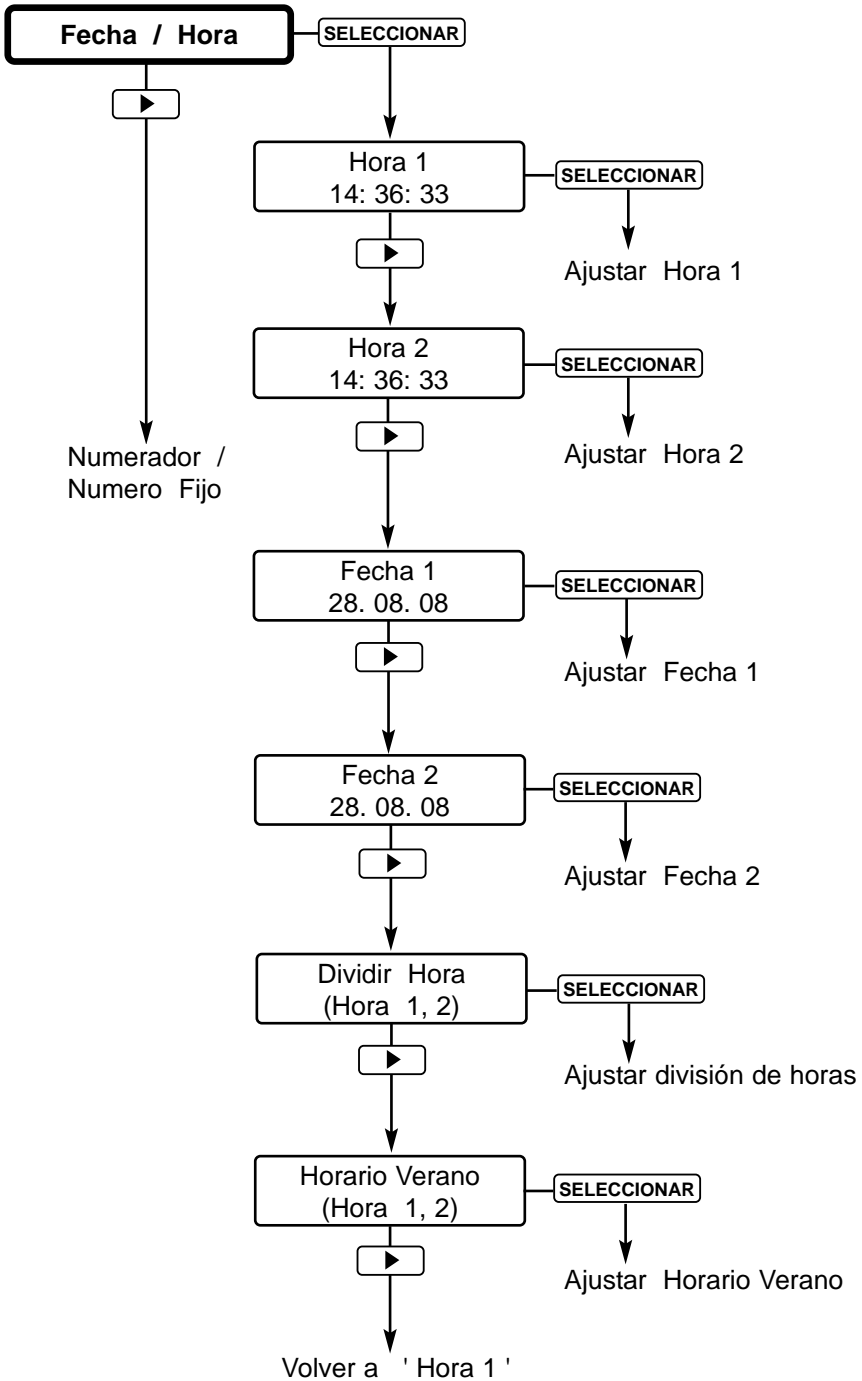 Fecha / Hora
SELECCIONAR
Hora 1
14: 36: 33
SELECCIONAR
Ajustar Hora 1
Hora 2
14: 36: 33
SELECCIONAR
Ajustar Hora 2
Numerador /
Numero Fijo
Fecha 1
28. 08. 08
SELECCIONAR
Ajustar Fecha 1
Fecha 2
28. 08. 08
SELECCIONAR
Ajustar Fecha 2
Dividir Hora
(Hora 1, 2)
SELECCIONAR
Ajustar división de horas
Horario Verano
(Hora 1, 2)
SELECCIONAR
Ajustar Horario Verano
Volver a ' Hora 1 '